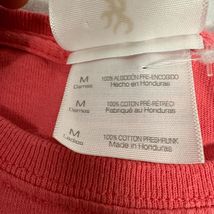 M
Damas
100% ALGODÓN PRE-ENCOGIDO
Hecho en Honduras
M
Dames
100% COTON PRÉ-RÉTRÉCI
Fabriqué au Honduras
M
Ladies
100% COTTON PRESHRUNK
Made in Honduras